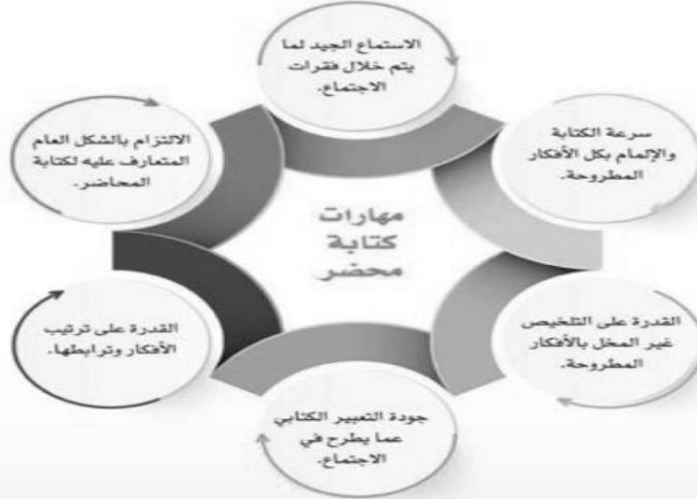 الاستماع الجيد لما
يتم خلال فقرات
الاجتماع.
سرعة الكتابة
والإلمام بكل الأفكار
المطروحة.
الالتزام بالشكل العام
المتعارف عليه لكتابة
المحاضر.
مهارات
كتابة
محضر
القدرة على التلخيص
غير المخل بالأفكار
المطروحة.
القدرة على ترتيب
الأفكار وترابطها.
جودة التعبير الكتابي
عما يطرح في
الاجتماع.